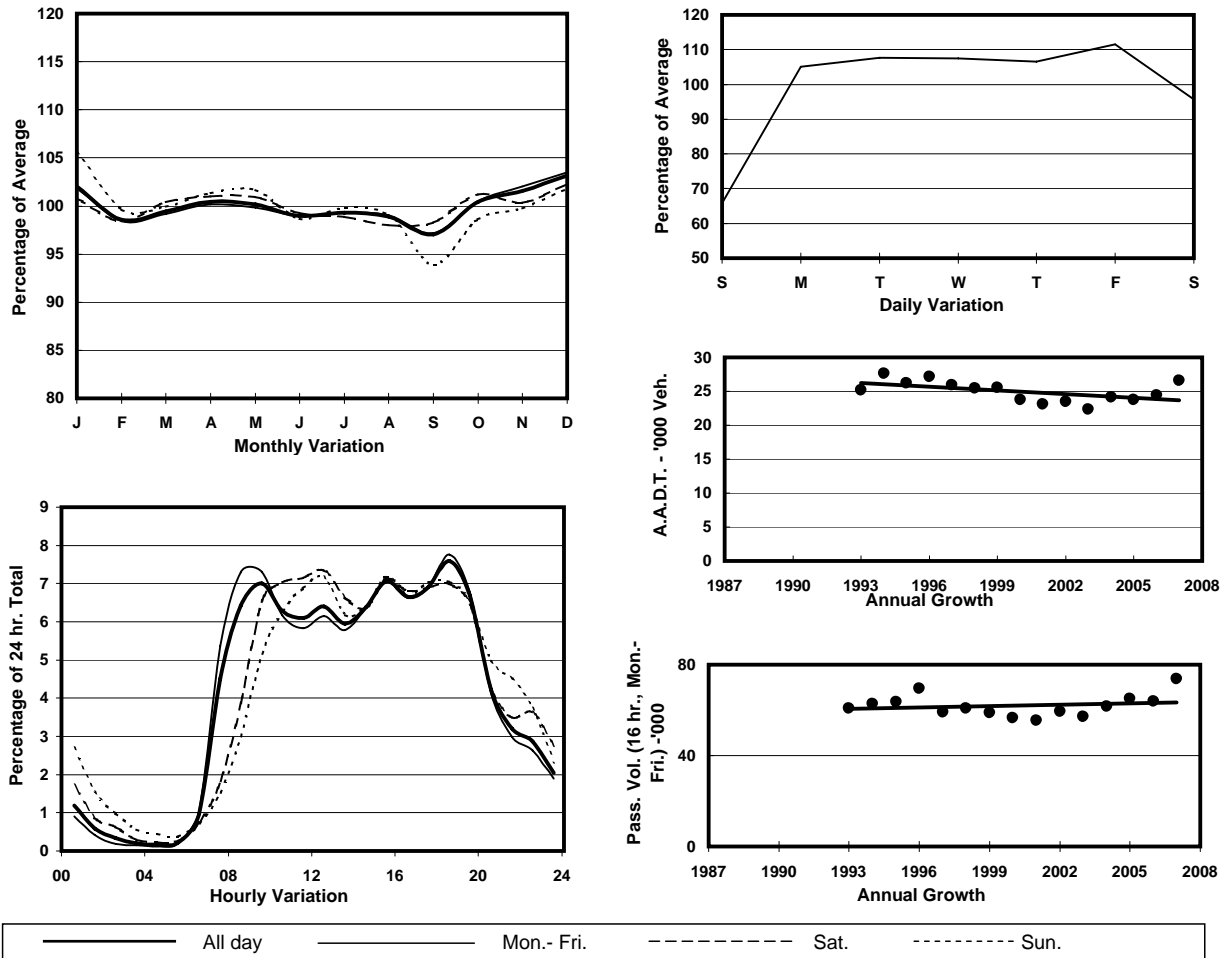 120
115
110
105
100
95
90
85
80
Percentage of Average
J F M A M J J A S O N D
Monthly Variation
120
110
100
90
80
70
60
50
Percentage of Average
S M T W T F S
Daily Variation
30
25
20
15
10
5
0
A.A.D.T. - '000 Veh.
1987 1990 1993 1996 1999 2002 2005 2008
Annual Growth
9
8
7
6
5
4
3
2
1
0
Percentage of 24 hr. Total
00 04 08 12 16 20 24
Hourly Variation
80
40
0
Pass. Vol. (16 hr., Mon.-
Fri.) -'000
1987 1990 1993 1996 1999 2002 2005 2008
Annual Growth
All day Mon.- Fri. Sat. Sun.